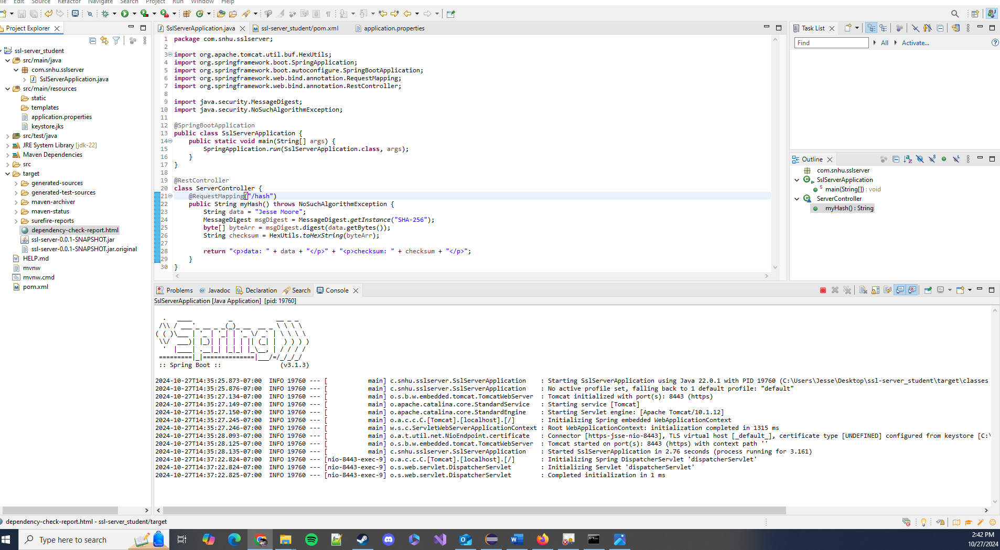 File Edit Source Refactor Navigate Search Project Run Window Help
Project Explorer
ssl-server_student
src/main/java
com.snhu.sslserver
SslServerApplication.java
src/main/resources
static
templates
application.properties
keystore.jks
src/test/java
JRE System Library [jdk-22]
Maven Dependencies
src
target
generated-sources
generated-test-sources
maven-archiver
maven-status
surefire-reports
dependency-check-report.html
ssl-server-0.0.1-SNAPSHOT.jar
ssl-server-0.0.1-SNAPSHOT.jar.original
HELP.md
mvnw
mvnw.cmd
pom.xml
SslServerApplication.java ssl-server_student/pom.xml application.properties
1 package com.snhu.sslserver;
2
3 import org.apache.tomcat.util.buf.HexUtils;
4 import org.springframework.boot.SpringApplication;
5 import org.springframework.boot.autoconfigure.SpringBootApplication;
6 import org.springframework.web.bind.annotation.RequestMapping;
7 import org.springframework.web.bind.annotation.RestController;
8
9 import java.security.MessageDigest;
10 import java.security.NoSuchAlgorithmException;
11
12 @SpringBootApplication
13 public class SslServerApplication {
14 public static void main(String[] args) {
15 SpringApplication.run(SslServerApplication.class, args);
16 }
17 }
18
19 @RestController
20 class ServerController {
21 @RequestMapping("/hash")
22 public String myHash() throws NoSuchAlgorithmException {
23 String data = "Jesse Moore";
24 MessageDigest msgDigest = MessageDigest.getInstance("SHA-256");
25 byte[] byteArr = msgDigest.digest(data.getBytes());
26 String checksum = HexUtils.toHexString(byteArr);
27
28 return "<p>data: " + data + "</p>" + "<p>checksum: " + checksum + "</p>";
29 }
30 }
Task List
Find All Activate...
Outline
com.snhu.sslserver
SslServerApplication
main(String[]) : void
ServerController
myHash() : String
Problems Javadoc Declaration Search Console
SslServerApplication [Java Application] [pid: 19760]
:: Spring Boot :: (v3.1.3)
2024-10-27T14:35:25.873-07:00 INFO 19760 --- [ main] c.snhu.sslserver.SslServerApplication : Starting SslServerApplication using Java 22.0.1 with PID 19760 (C:\Users\Jesse\Desktop\ssl-server_student\target\classes
2024-10-27T14:35:25.876-07:00 INFO 19760 --- [ main] c.snhu.sslserver.SslServerApplication : No active profile set, falling back to 1 default profile: "default"
2024-10-27T14:35:27.134-07:00 INFO 19760 --- [ main] o.s.b.w.embedded.tomcat.TomcatWebServer : Tomcat initialized with port(s): 8443 (https)
2024-10-27T14:35:27.149-07:00 INFO 19760 --- [ main] o.apache.catalina.core.StandardService : Starting service [Tomcat]
2024-10-27T14:35:27.150-07:00 INFO 19760 --- [ main] o.apache.catalina.core.StandardEngine : Starting Servlet engine: [Apache Tomcat/10.1.12]
2024-10-27T14:35:27.245-07:00 INFO 19760 --- [ main] o.a.c.c.C.[Tomcat].[localhost].[/] : Initializing Spring embedded WebApplicationContext
2024-10-27T14:35:27.246-07:00 INFO 19760 --- [ main] w.s.c.ServletWebServerApplicationContext : Root WebApplicationContext: initialization completed in 1315 ms
2024-10-27T14:35:28.093-07:00 INFO 19760 --- [ main] o.a.t.util.net.NioEndpoint.certificate : Connector [https-jsse-nio-8443], TLS virtual host [_default_], certificate type [UNDEFINED] configured from keystore [C:\
2024-10-27T14:35:28.125-07:00 INFO 19760 --- [ main] o.s.b.w.embedded.tomcat.TomcatWebServer : Tomcat started on port(s): 8443 (https) with context path ''
2024-10-27T14:35:28.135-07:00 INFO 19760 --- [ main] c.snhu.sslserver.SslServerApplication : Started SslServerApplication in 2.76 seconds (process running for 3.161)
2024-10-27T14:37:22.824-07:00 INFO 19760 --- [nio-8443-exec-9] o.a.c.c.C.[Tomcat].[localhost].[/] : Initializing Spring DispatcherServlet 'dispatcherServlet'
2024-10-27T14:37:22.824-07:00 INFO 19760 --- [nio-8443-exec-9] o.s.web.servlet.DispatcherServlet : Initializing Servlet 'dispatcherServlet'
2024-10-27T14:37:22.825-07:00 INFO 19760 --- [nio-8443-exec-9] o.s.web.servlet.DispatcherServlet : Completed initialization in 1 ms
dependency-check-report.html - ssl-server_student/target
Type here to search
2:42 PM
10/27/2024